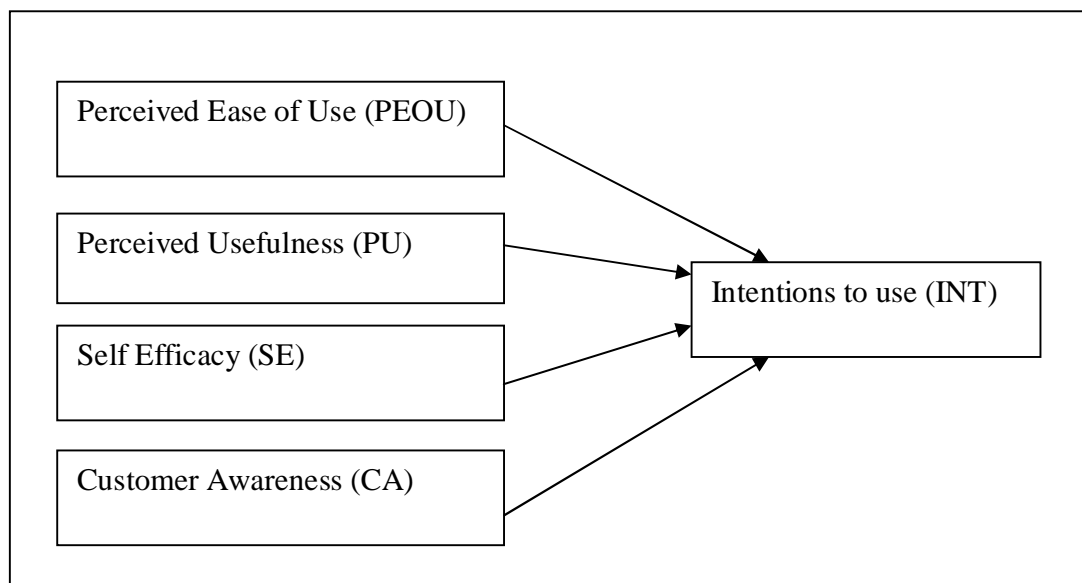 Perceived Ease of Use (PEOU)
Perceived Usefulness (PU)
Intentions to use (INT)
Self Efficacy (SE)
Customer Awareness (CA)